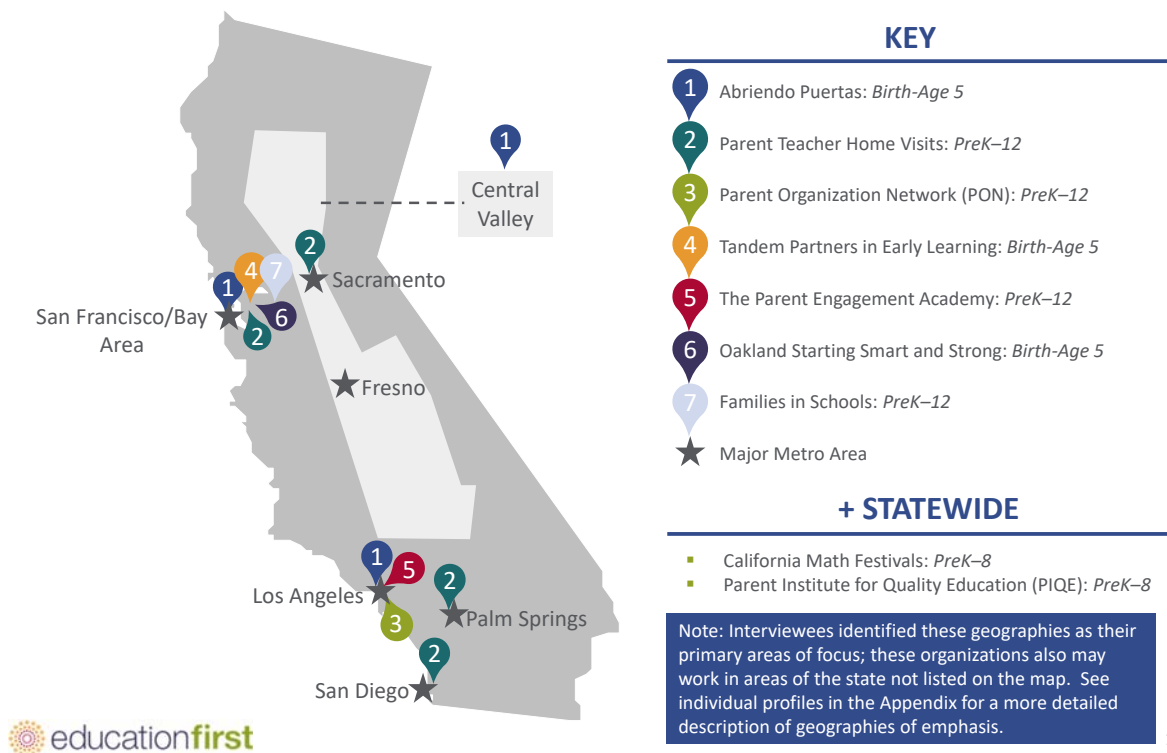 1
Central
Valley
2
Sacramento
4
7
1
6
San Francisco/Bay
Area
2
Fresno
1
5
Los Angeles
3
2
Palm Springs
2
San Diego
educationfirst
KEY
1 Abriendo Puertas: Birth-Age 5
2 Parent Teacher Home Visits: PreK–12
3 Parent Organization Network (PON): PreK–12
4 Tandem Partners in Early Learning: Birth-Age 5
5 The Parent Engagement Academy: PreK–12
6 Oakland Starting Smart and Strong: Birth-Age 5
7 Families in Schools: PreK–12
Major Metro Area
+ STATEWIDE
▪ California Math Festivals: PreK–8
▪ Parent Institute for Quality Education (PIQE): PreK–8
Note: Interviewees identified these geographies as their
primary areas of focus; these organizations also may
work in areas of the state not listed on the map.  See
individual profiles in the Appendix for a more detailed
description of geographies of emphasis.